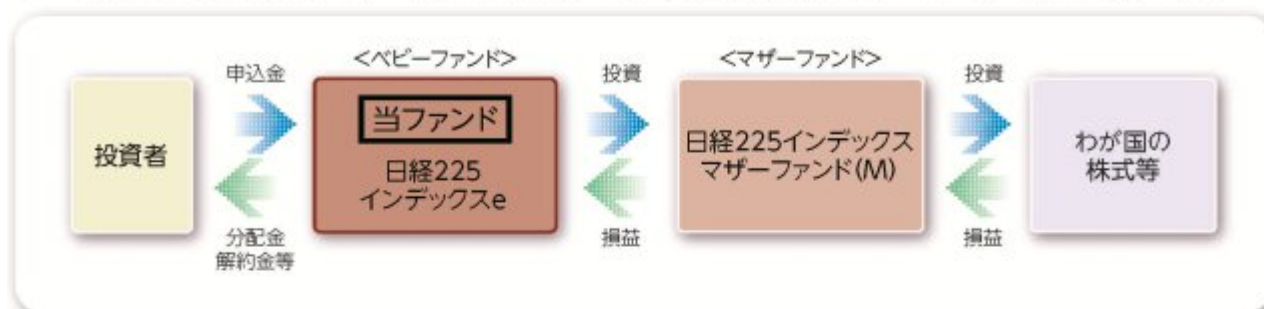 <ベビーファンド>
<マザーファンド>
申込金
投資
投資
投資者
当ファンド
日経225
インデックスe
日経225インデックス
マザーファンド(M)
わが国の
株式等
分配金
解約金等
損益
損益